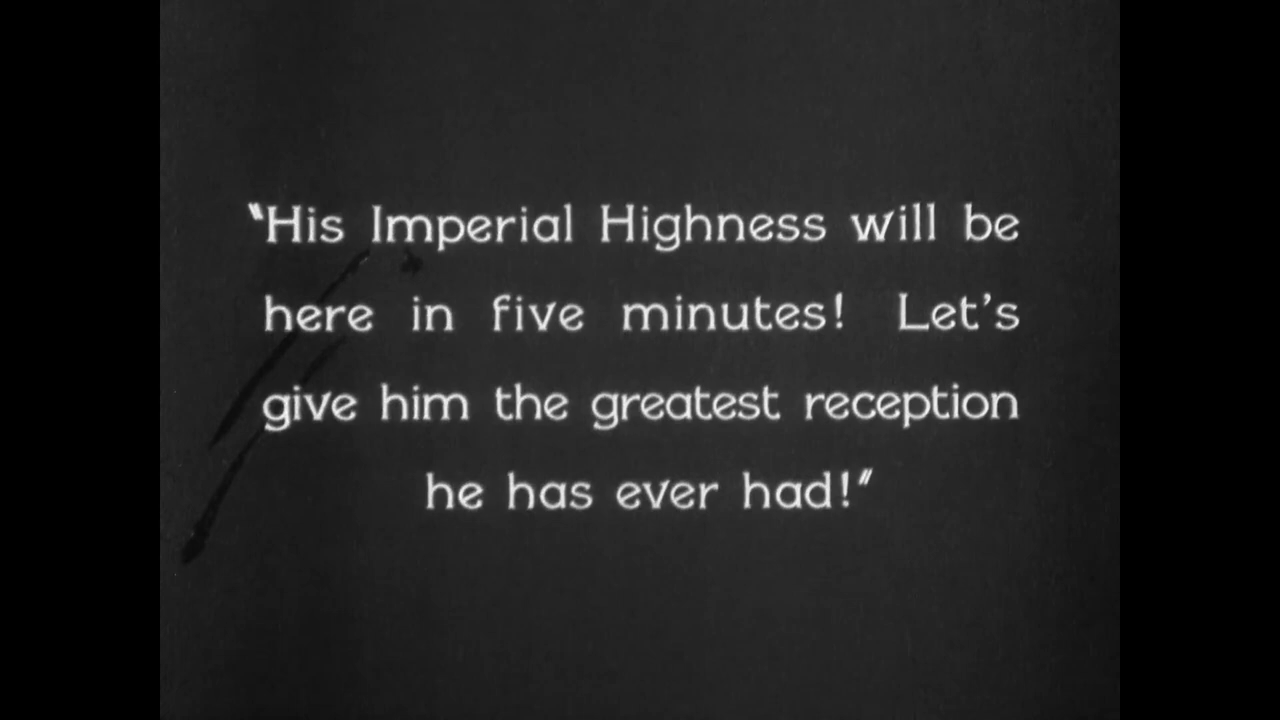 “His Imperial Highness will be
here in five minutes! Let's
give him the greatest reception
he has ever had!”